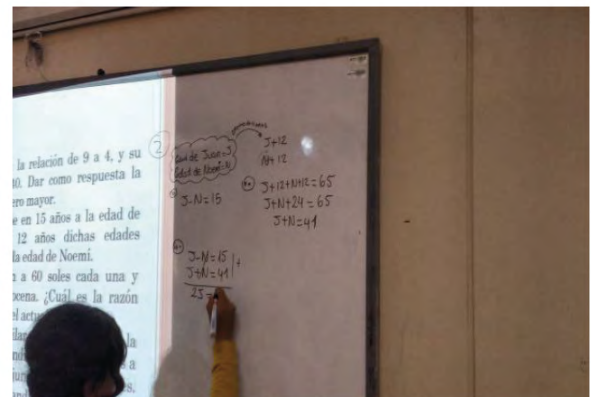 la relación de 9 a 4, y su
0. Dar como respuesta la
ero mayor.
e en 15 años a la edad de
12 años dichas edades
la edad de Noemí.
n a 60 soles cada una y
ocena. ¿Cuál es la razón
el actu
la
a
2
Edad de Juan=J
Edad de Noemí=N
J+12
N+12
J-N=15
J+12+N+12=65
J+N+24=65
J+N=41
J-N=15
J+N=41
+
2J=